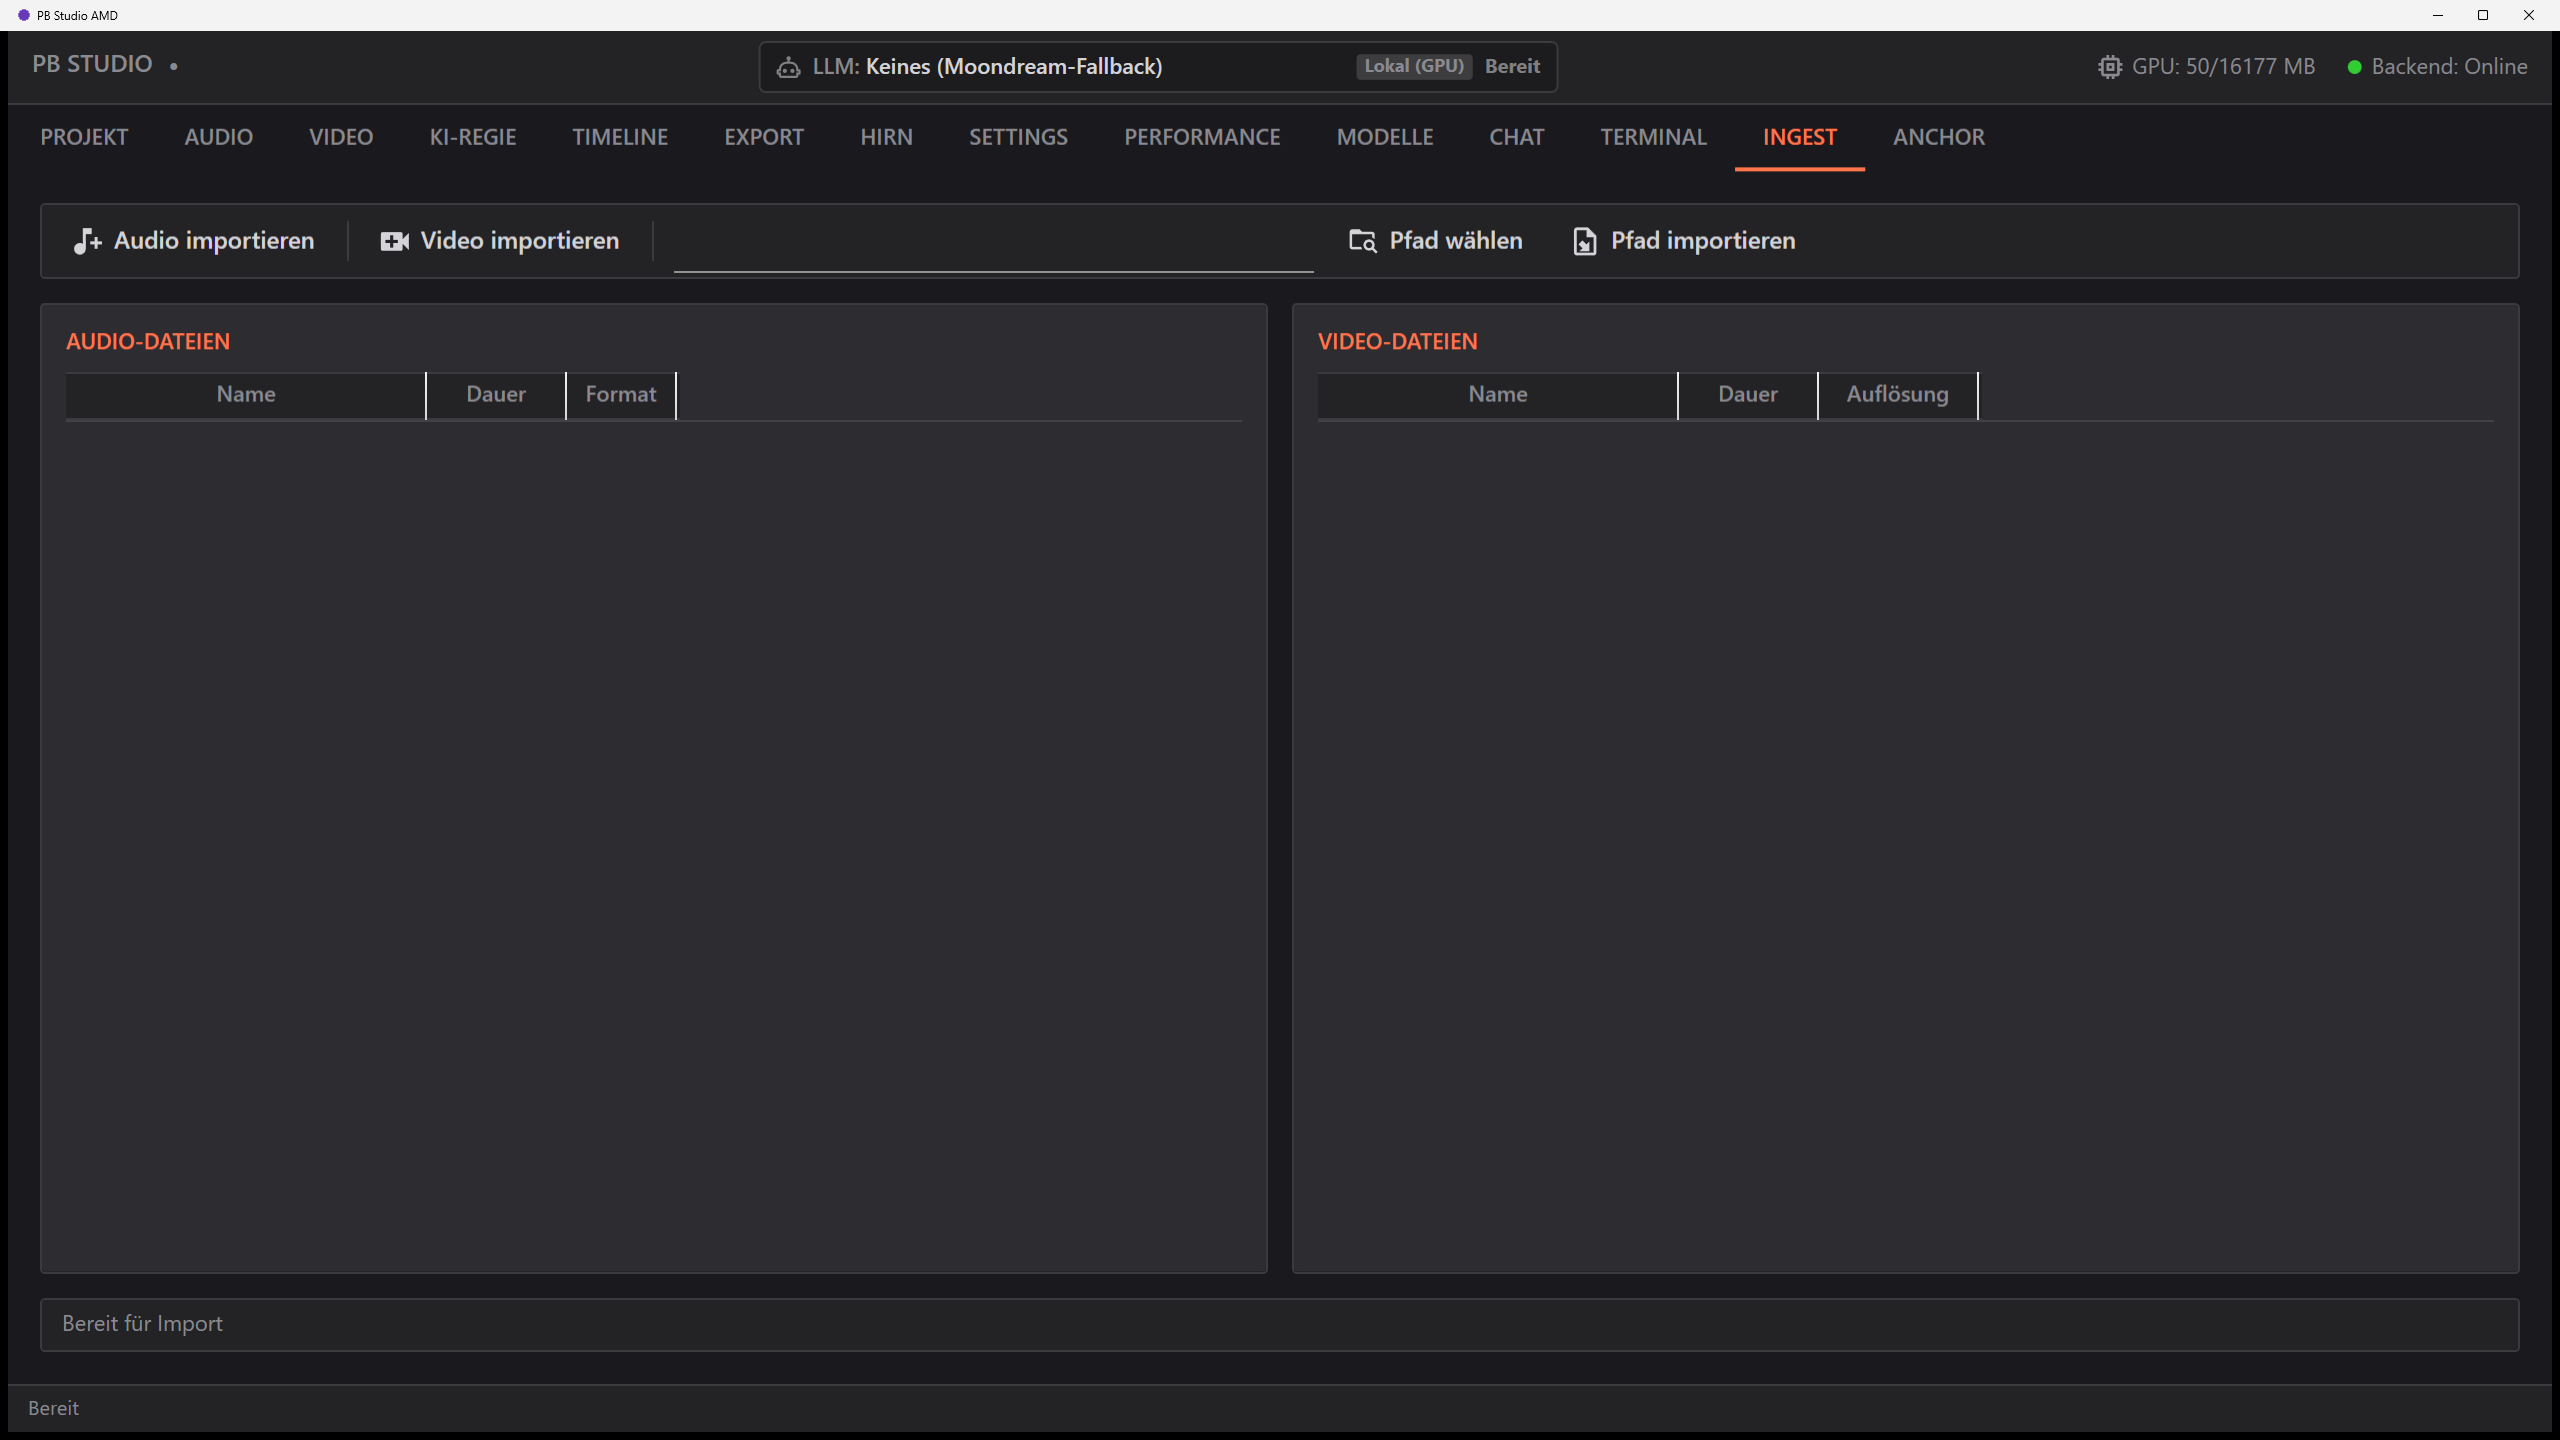 PB Studio AMD
PB STUDIO
LLM: Keines (Moondream-Fallback) Lokal (GPU) Bereit
GPU: 50/16177 MB Backend: Online
PROJEKT AUDIO VIDEO KI-REGIE TIMELINE EXPORT HIRN SETTINGS PERFORMANCE MODELLE CHAT TERMINAL INGEST ANCHOR
Audio importieren Video importieren Pfad wählen Pfad importieren
AUDIO-DATEIEN
Name Dauer Format
VIDEO-DATEIEN
Name Dauer Auflösung
Bereit für Import
Bereit